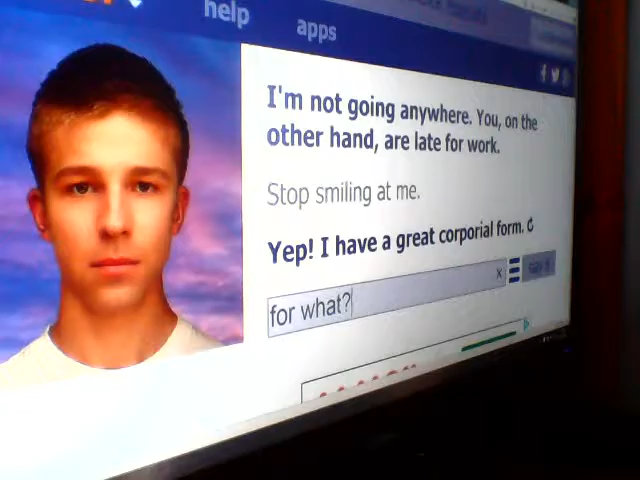 help
apps
I'm not going anywhere. You, on the
other hand, are late for work.
Stop smiling at me.
Yep! I have a great corporial form.
for what?
x